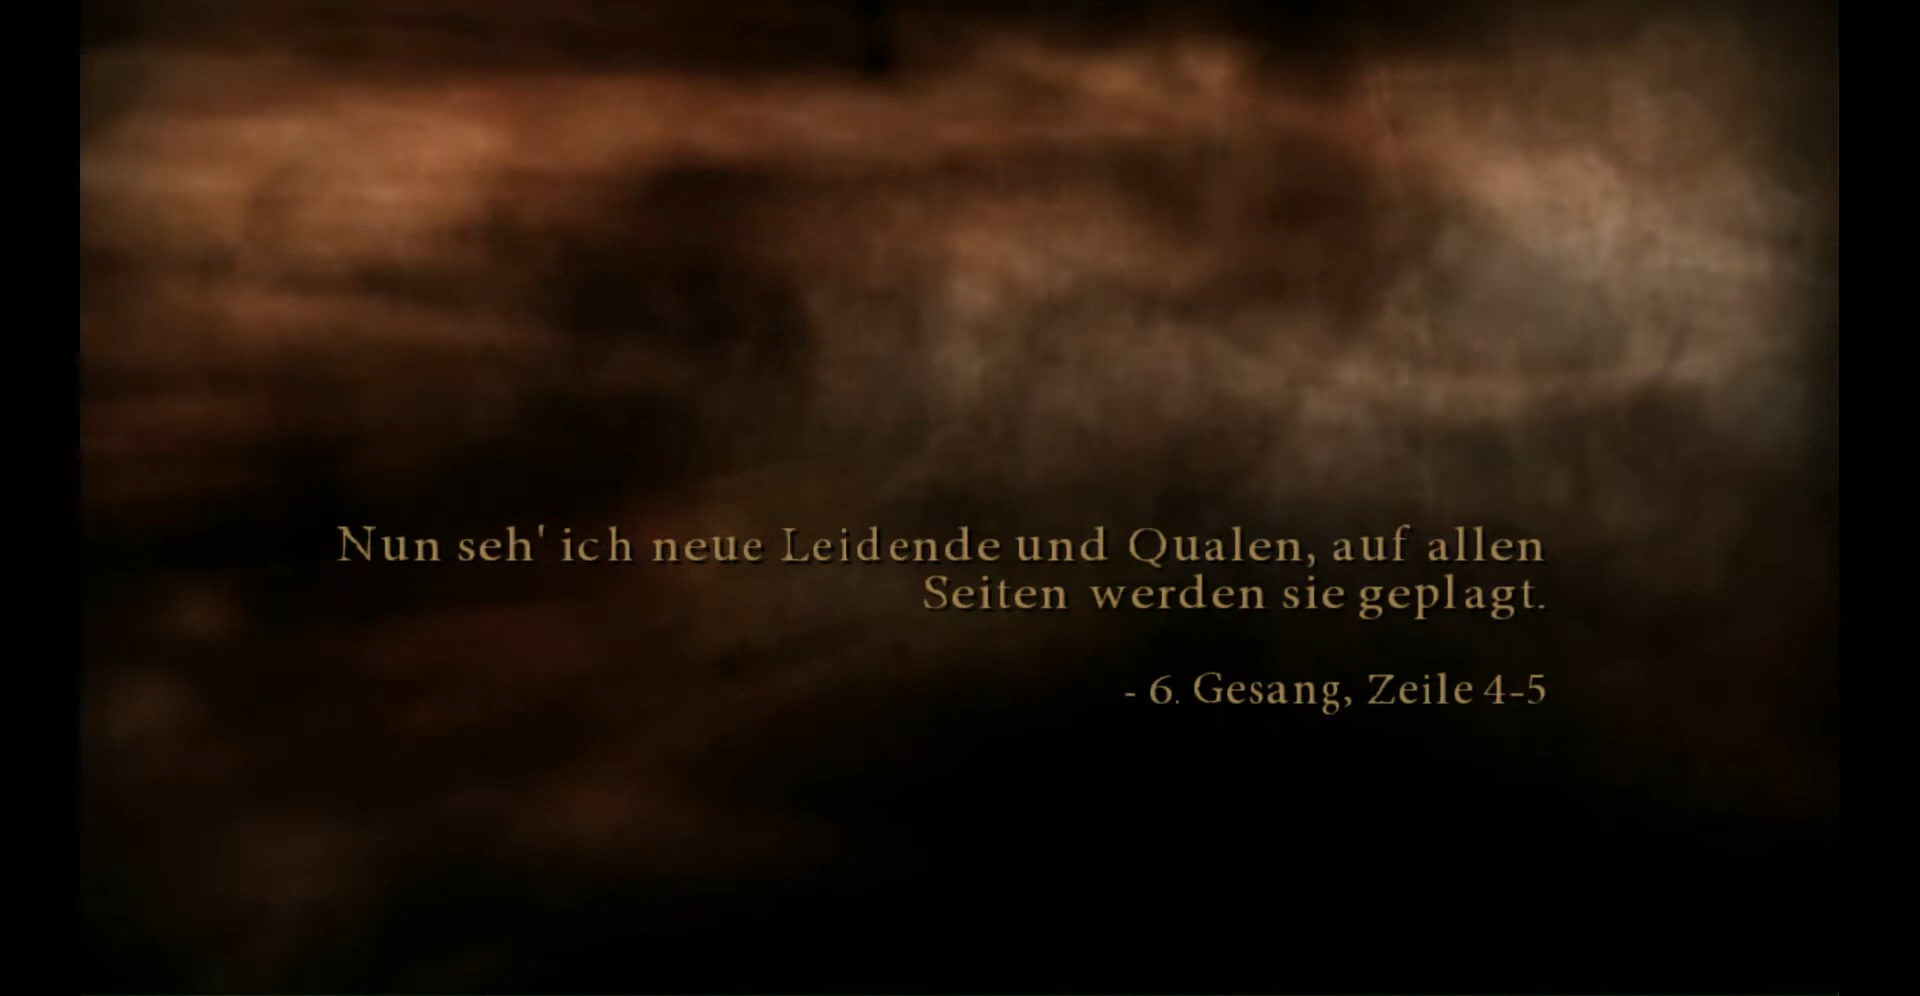 Nun seh' ich neue Leidende und Qualen, auf allen
Seiten werden sie geplagt.
- 6. Gesang, Zeile 4-5